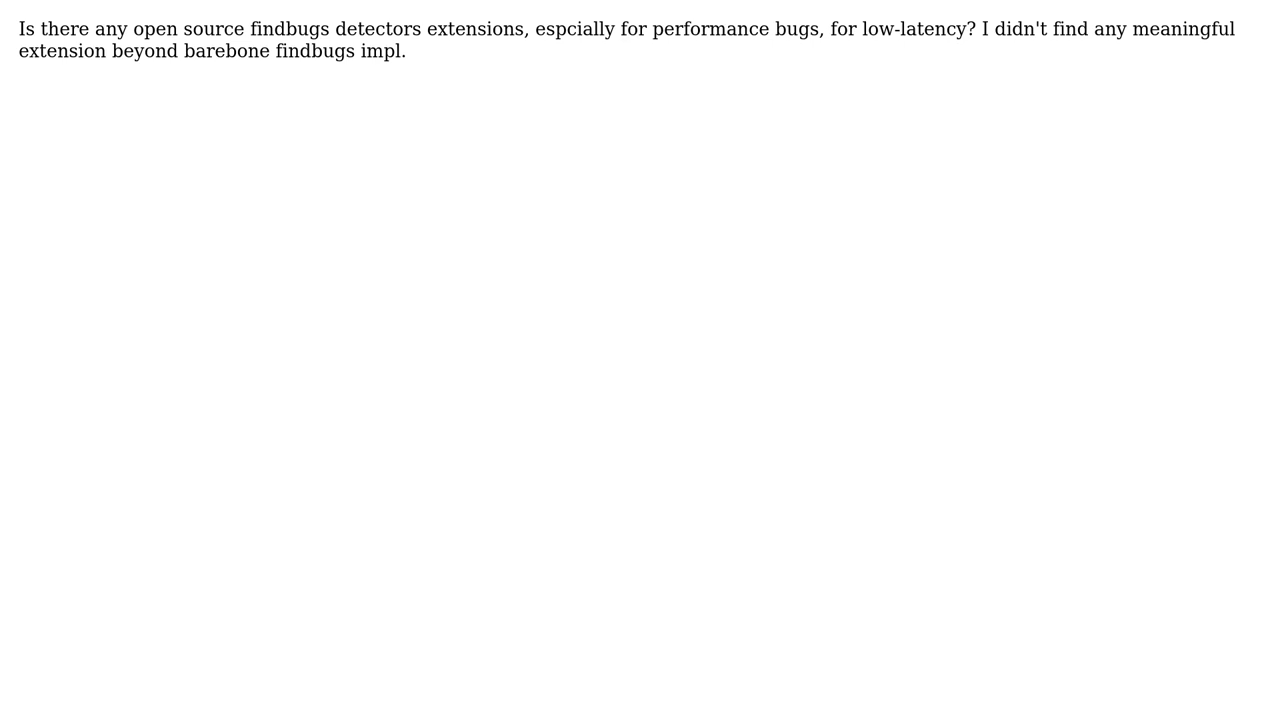 Is there any open source findbugs detectors extensions, espcially for performance bugs, for low-latency? I didn't find any meaningful
extension beyond barebone findbugs impl.